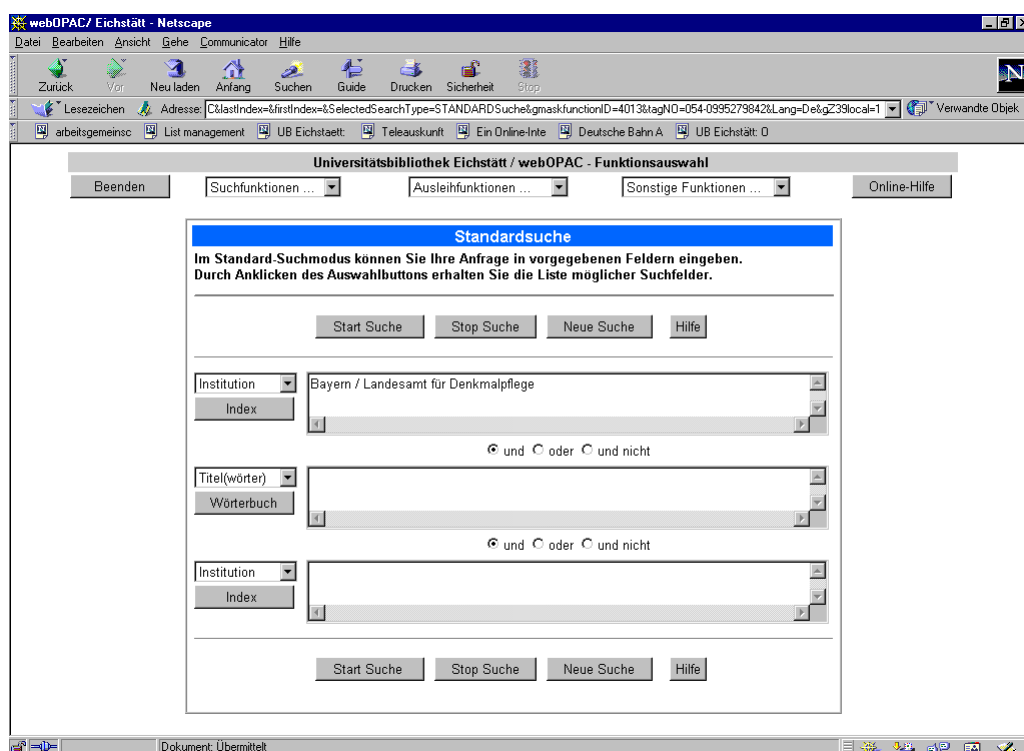 webOPAC/ Eichstätt - Netscape
Datei Bearbeiten Ansicht Gehe Communicator Hilfe
Zurück Vor Neu laden Anfang Suchen Guide Drucken Sicherheit Stop
N
Lesezeichen Adresse: C&lastIndex=&firstIndex=&SelectedSearchType=STANDARDSuche&gmaskfunctionID=4013&tagNO=054-0995279842&Lang=De&gZ39local=1 Verwandte Objek
arbeitsgemeinsc List management UB Eichstaett: Teleauskunft Ein Online-Inte Deutsche Bahn A UB Eichstätt: O
Universitätsbibliothek Eichstätt / webOPAC - Funktionsauswahl
Beenden Suchfunktionen ... Ausleihfunktionen ... Sonstige Funktionen ... Online-Hilfe
Standardsuche
Im Standard-Suchmodus können Sie Ihre Anfrage in vorgegebenen Feldern eingeben.
Durch Anklicken des Auswahlbuttons erhalten Sie die Liste möglicher Suchfelder.
Start Suche Stop Suche Neue Suche Hilfe
Institution Bayern / Landesamt für Denkmalpflege
Index
und oder und nicht
Titel(wörter)
Wörterbuch
und oder und nicht
Institution
Index
Start Suche Stop Suche Neue Suche Hilfe
Dokument: Übermittelt